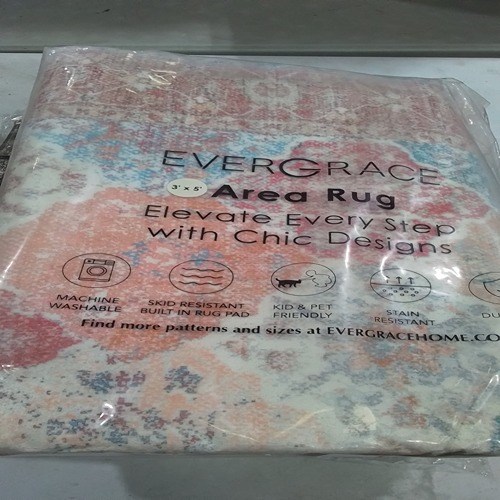 EVERGRACE
3' x 5'
Area Rug
Elevate Every Step
with Chic Designs
MACHINE
WASHABLE
SKID RESISTANT
BUILT IN RUG PAD
KID & PET
FRIENDLY
STAIN
RESISTANT
Find more patterns and sizes at EVERGRACEHOME.CO